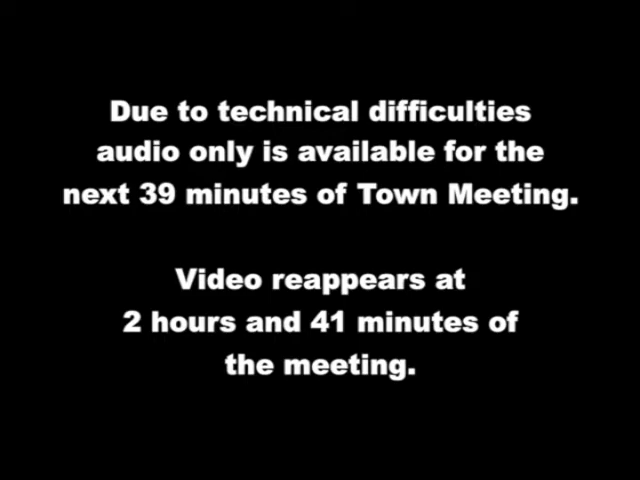 Due to technical difficulties
audio only is available for the
next 39 minutes of Town Meeting.
Video reappears at
2 hours and 41 minutes of
the meeting.